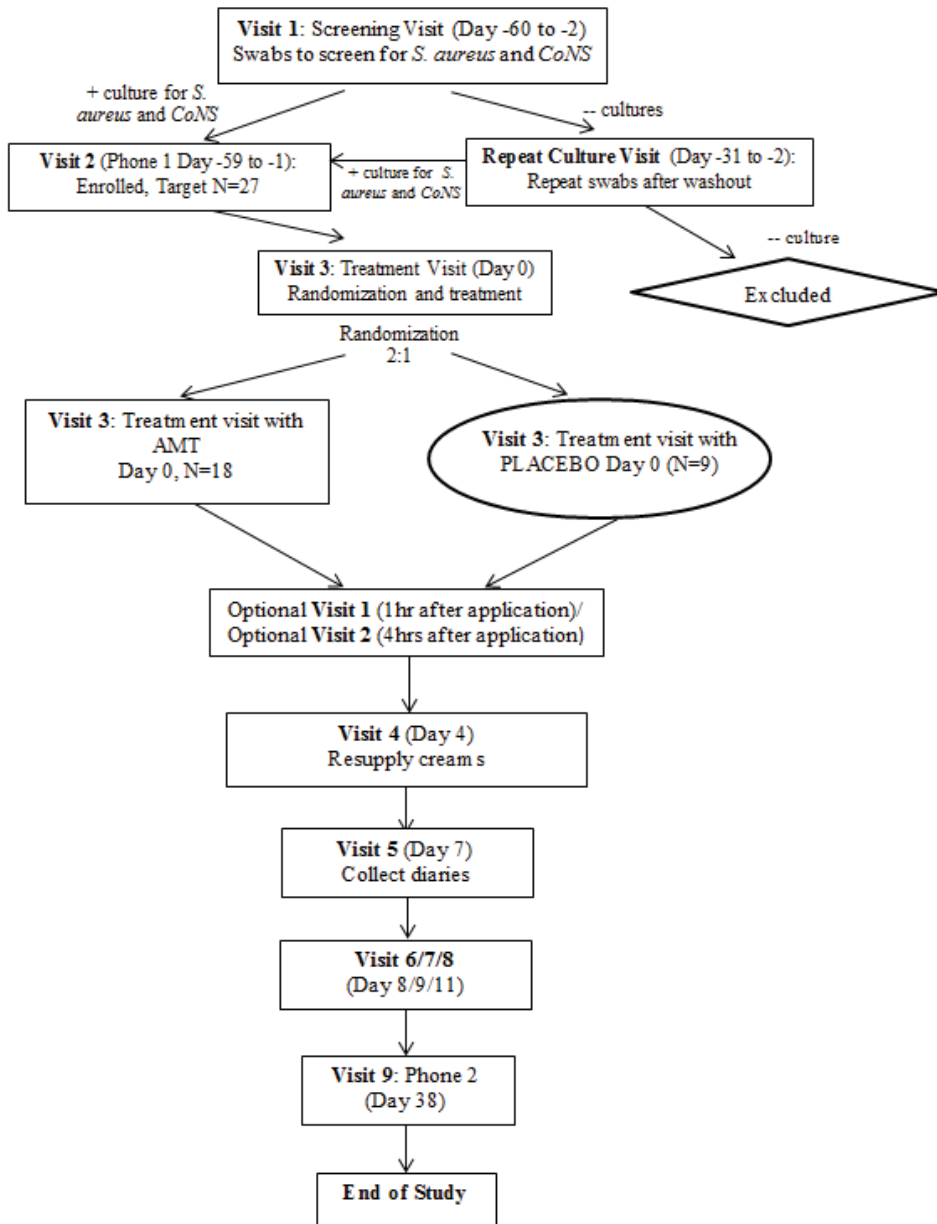 Visit 1: Screening Visit (Day -60 to -2)
Swabs to screen for S. aureus and CoNS
+ culture for S.
aureus and CoNS
-- cultures
Visit 2 (Phone 1 Day -59 to -1):
Enrolled, Target N=27
+ culture for S.
aureus and CoNS
Repeat Culture Visit (Day -31 to -2):
Repeat swabs after washout
-- culture
Visit 3: Treatment Visit (Day 0)
Randomization and treatment
Excluded
Randomization
2:1
Visit 3: Treatment visit with
AMT
Day 0, N=18
Visit 3: Treatment visit with
PLACEBO Day 0 (N=9)
Optional Visit 1 (1hr after application)/
Optional Visit 2 (4hrs after application)
Visit 4 (Day 4)
Resupply creams
Visit 5 (Day 7)
Collect diaries
Visit 6/7/8
(Day 8/9/11)
Visit 9: Phone 2
(Day 38)
End of Study